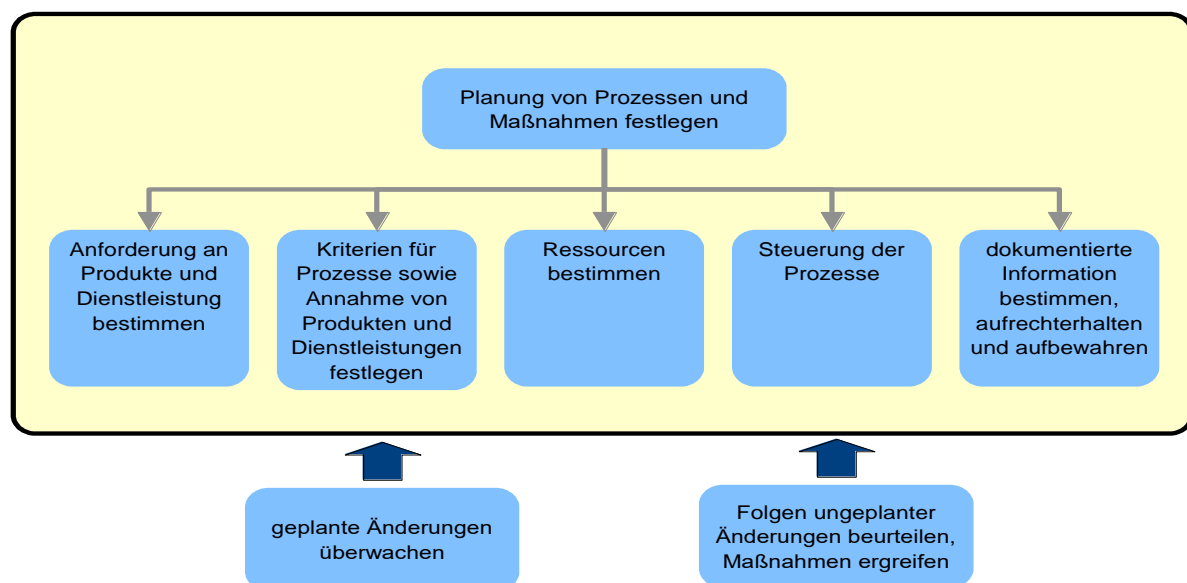 Planung von Prozessen und
Maßnahmen festlegen
Anforderung an
Produkte und
Dienstleistung
bestimmen
Kriterien für
Prozesse sowie
Annahme von
Produkten und
Dienstleistungen
festlegen
Ressourcen
bestimmen
Steuerung der
Prozesse
dokumentierte
Information
bestimmen,
aufrechterhalten
und aufbewahren
geplante Änderungen
überwachen
Folgen ungeplanter
Änderungen beurteilen,
Maßnahmen ergreifen